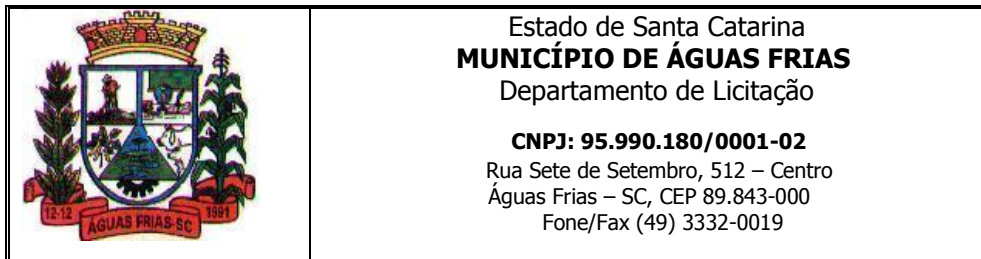 Estado de Santa Catarina
MUNICÍPIO DE ÁGUAS FRIAS
Departamento de Licitação
CNPJ: 95.990.180/0001-02
Rua Sete de Setembro, 512 – Centro
Águas Frias – SC, CEP 89.843-000
Fone/Fax (49) 3332-0019
12-12
ÁGUAS FRIAS-SC
1991